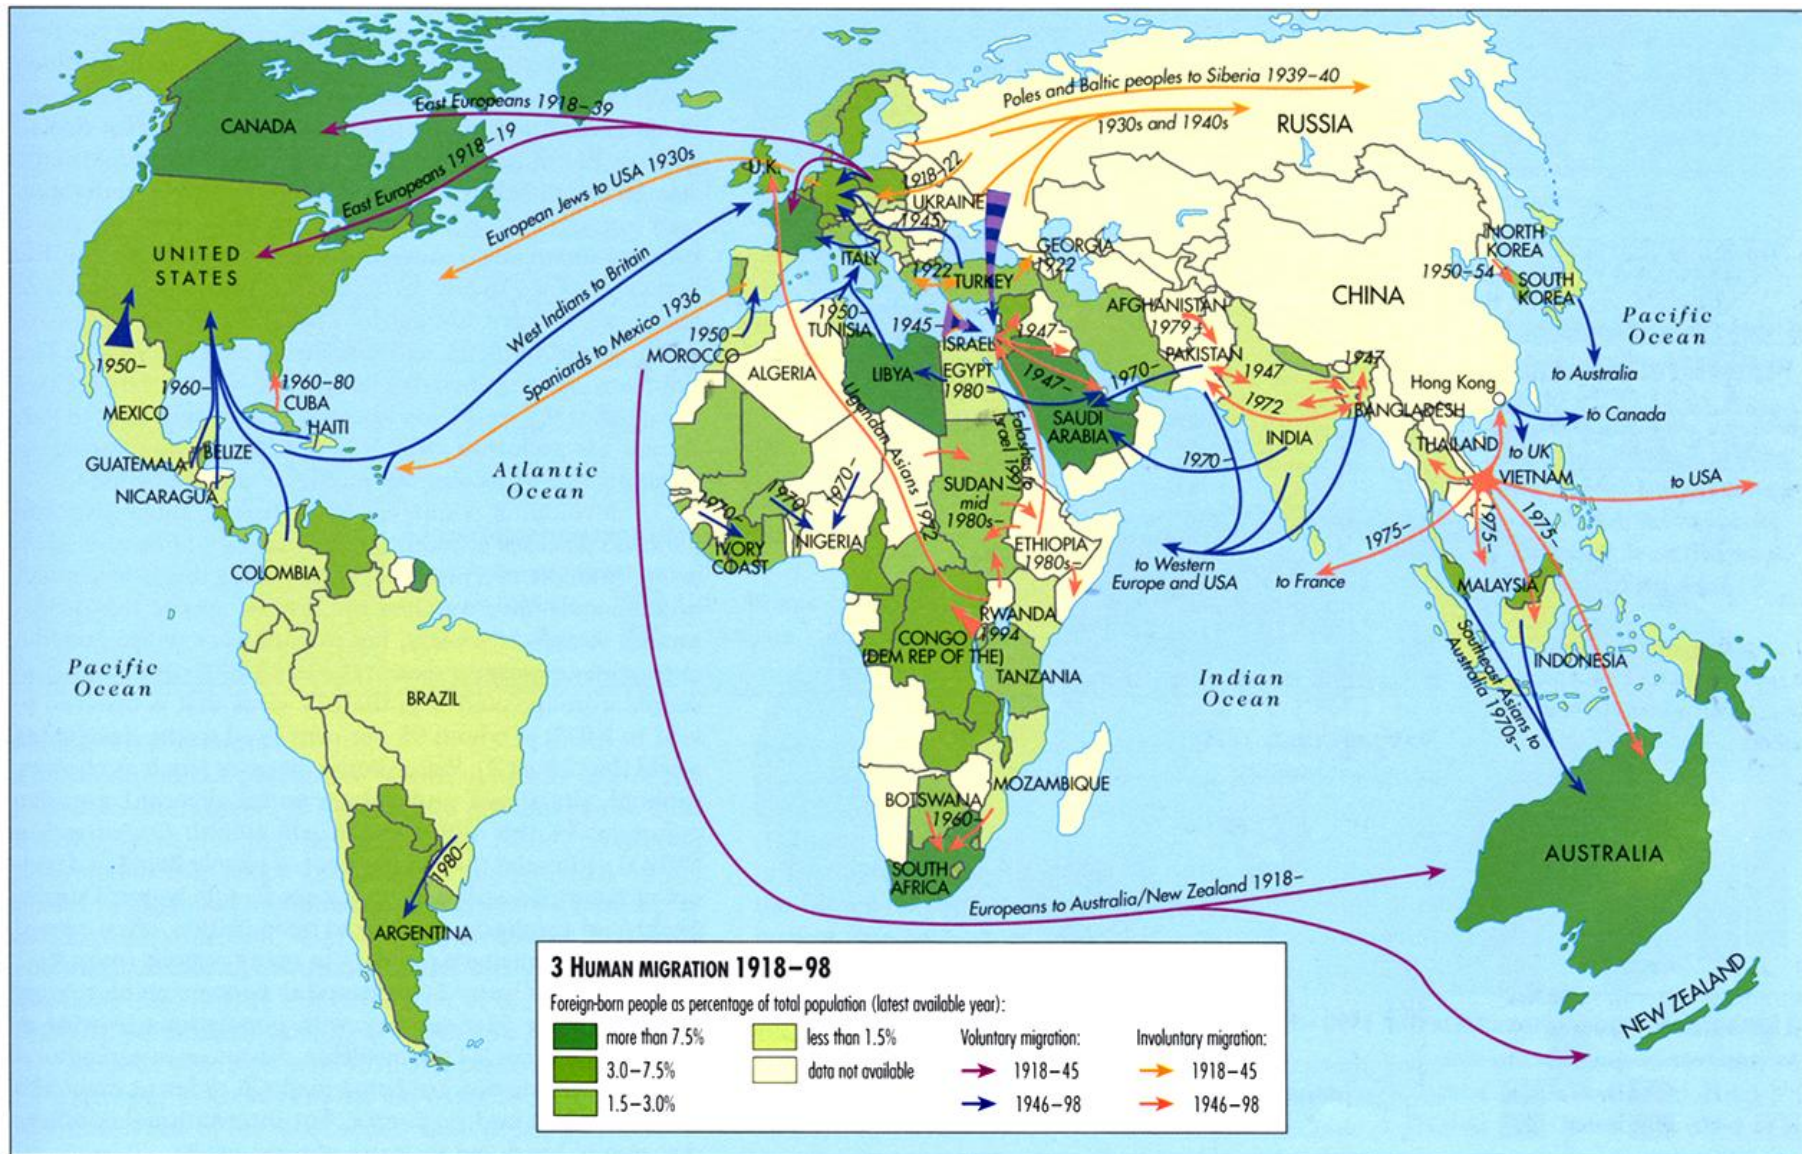 East Europeans 1918–39
CANADA
East Europeans 1918–19
European Jews to USA 1930s
UNITED
STATES
West Indians to Britain
Spaniards to Mexico 1936
1950–
1960–
1960–80
CUBA
MEXICO
HAITI
BELIZE
GUATEMALA
NICARAGUA
Atlantic
Ocean
COLOMBIA
Pacific
Ocean
BRAZIL
1980–
ARGENTINA
Poles and Baltic peoples to Siberia 1939–40
1930s and 1940s
RUSSIA
U.K.
1918–22
UKRAINE
1945–
ITALY
GEORGIA
1922
1922
TURKEY
1950–
TUNISIA
1950–
MOROCCO
1945–
ISRAEL
1947–
ALGERIA
LIBYA
EGYPT
1980–
1947–
SAUDI
ARABIA
1970–
AFGHANISTAN
1979+
PAKISTAN
1947
1947
1972
BANGLADESH
INDIA
1970–
CHINA
NORTH
KOREA
1950–54
SOUTH
KOREA
Pacific
Ocean
to Australia
Hong Kong
to Canada
to UK
THAILAND
VIETNAM
to USA
1975–
1975–
1975–
to France
to Western
Europe and USA
Ugandan Asians 1972
Falashas to
Israel 1991
SUDAN
mid
1980s–
ETHIOPIA
1980s–
1970–
1970–
1970–
IVORY
COAST
NIGERIA
RWANDA
1994
CONGO
(DEM REP OF THE)
TANZANIA
MALAYSIA
INDONESIA
Southeast Asians to
Australia 1970s–
Indian
Ocean
MOZAMBIQUE
BOTSWANA
1960–
SOUTH
AFRICA
Europeans to Australia/New Zealand 1918–
AUSTRALIA
NEW ZEALAND
3 HUMAN MIGRATION 1918–98
Foreign-born people as percentage of total population (latest available year):
more than 7.5%
3.0–7.5%
1.5–3.0%
less than 1.5%
data not available
Voluntary migration:
1918–45
1946–98
Involuntary migration:
1918–45
1946–98